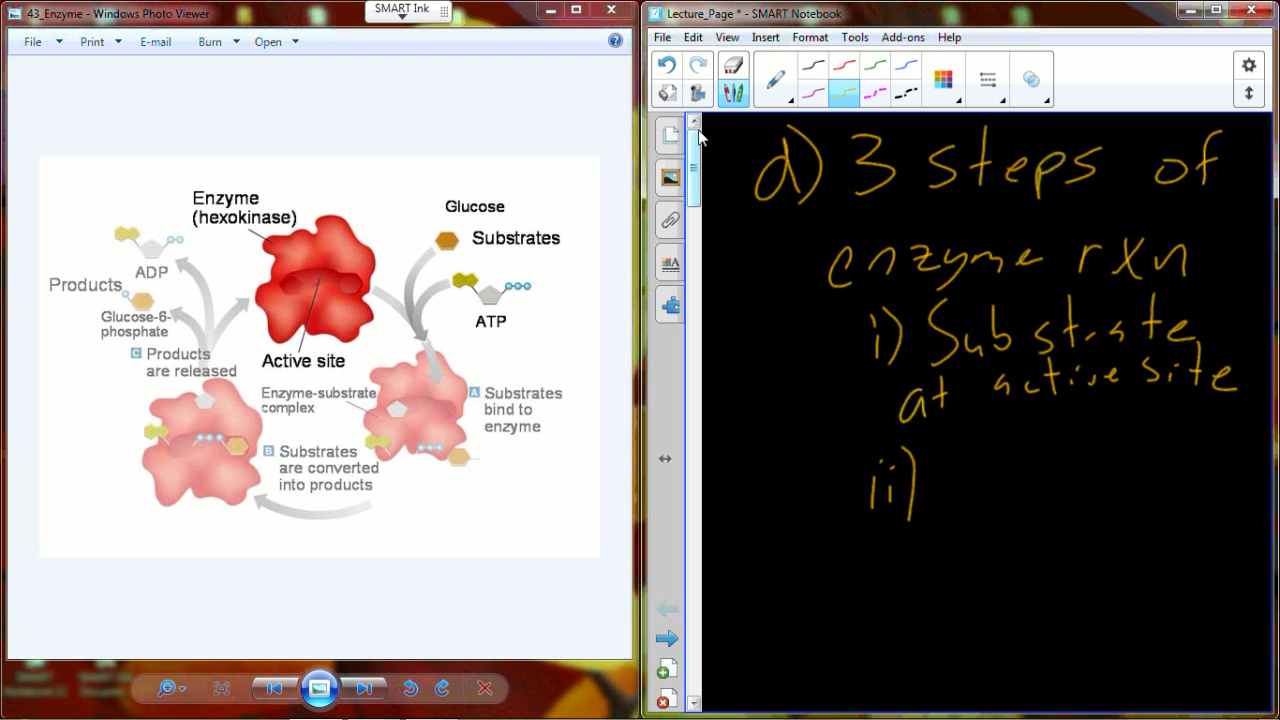 43_Enzyme - Windows Photo Viewer
SMART Ink
File Print E-mail Burn Open
Enzyme
(hexokinase)
Glucose
Substrates
ADP
Products
Glucose-6-
phosphate
ATP
C Products
are released
Active site
Enzyme-substrate
complex
A Substrates
bind to
enzyme
B Substrates
are converted
into products
Lecture_Page * - SMART Notebook
File Edit View Insert Format Tools Add-ons Help
d) 3 steps of
enzyme rxn
i) Substrate
at active site
ii)